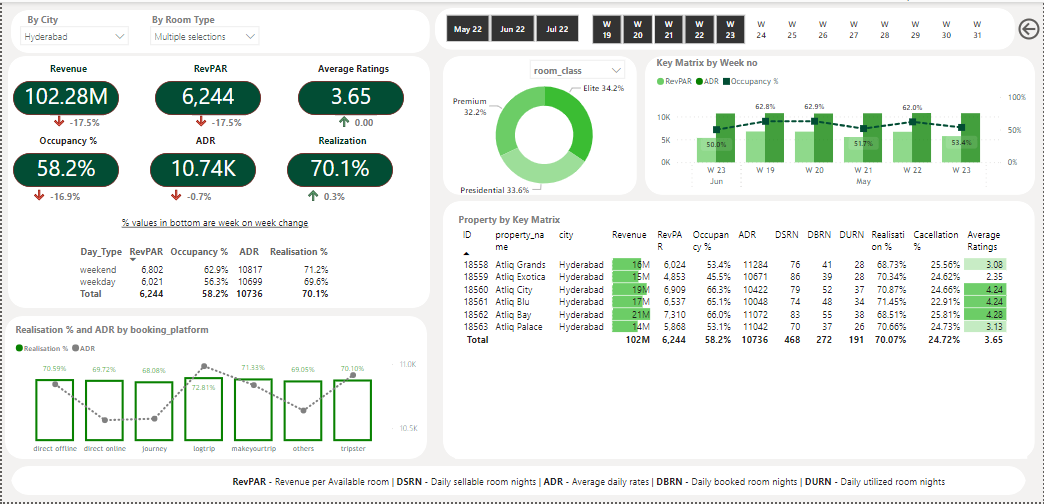 By City
By Room Type
Hyderabad
Multiple selections
May 22
Jun 22
Jul 22
W 19
W 20
W 21
W 22
W 23
W 24
W 25
W 26
W 27
W 28
W 29
W 30
W 31
Revenue
RevPAR
Average Ratings
102.28M
6,244
3.65
-17.5%
-17.5%
0.00
Occupancy %
ADR
Realization
58.2%
10.74K
70.1%
-16.9%
-0.7%
0.3%
% values in bottom are week on week change
Day_Type RevPAR Occupancy % ADR Realisation %
weekend 6,802 62.9% 10817 71.2%
weekday 6,021 56.3% 10699 69.6%
Total 6,244 58.2% 10736 70.1%
room_class
Elite 34.2%
Premium
32.2%
Presidential 33.6%
Key Matrix by Week no
RevPAR ADR Occupancy %
10K
5K
0K
100%
50%
0%
50.0%
62.8%
62.9%
51.7%
62.0%
53.4%
W 23
W 19
W 20
W 21
W 22
W 23
Jun
May
Property by Key Matrix
ID property_na
me city Revenue RevPA
R Occupan
cy % ADR DSRN DBRN DURN Realisati
on % Cacellation
% Average
Ratings
18558 Atliq Grands Hyderabad 16M 6,024 53.4% 11284 76 41 28 68.73% 25.56% 3.08
18559 Atliq Exotica Hyderabad 15M 4,853 45.5% 10671 86 39 28 70.34% 24.62% 2.35
18560 Atliq City Hyderabad 19M 6,909 66.3% 10422 79 52 37 70.87% 24.66% 4.24
18561 Atliq Blu Hyderabad 17M 6,537 65.1% 10048 74 48 34 71.45% 22.91% 4.24
18562 Atliq Bay Hyderabad 21M 7,310 66.0% 11072 83 55 38 68.51% 25.81% 4.28
18563 Atliq Palace Hyderabad 14M 5,868 53.1% 11042 70 37 26 70.66% 24.73% 3.13
Total 102M 6,244 58.2% 10736 468 272 191 70.07% 24.72% 3.65
Realisation % and ADR by booking_platform
Realisation % ADR
70.59%
69.72%
68.08%
72.81%
71.33%
69.05%
70.10%
11.0K
10.5K
direct offline
direct online
journey
logtrip
makeyourtrip
others
tripster
RevPAR - Revenue per Available room | DSRN - Daily sellable room nights | ADR - Average daily rates | DBRN - Daily booked room nights | DURN - Daily utilized room nights